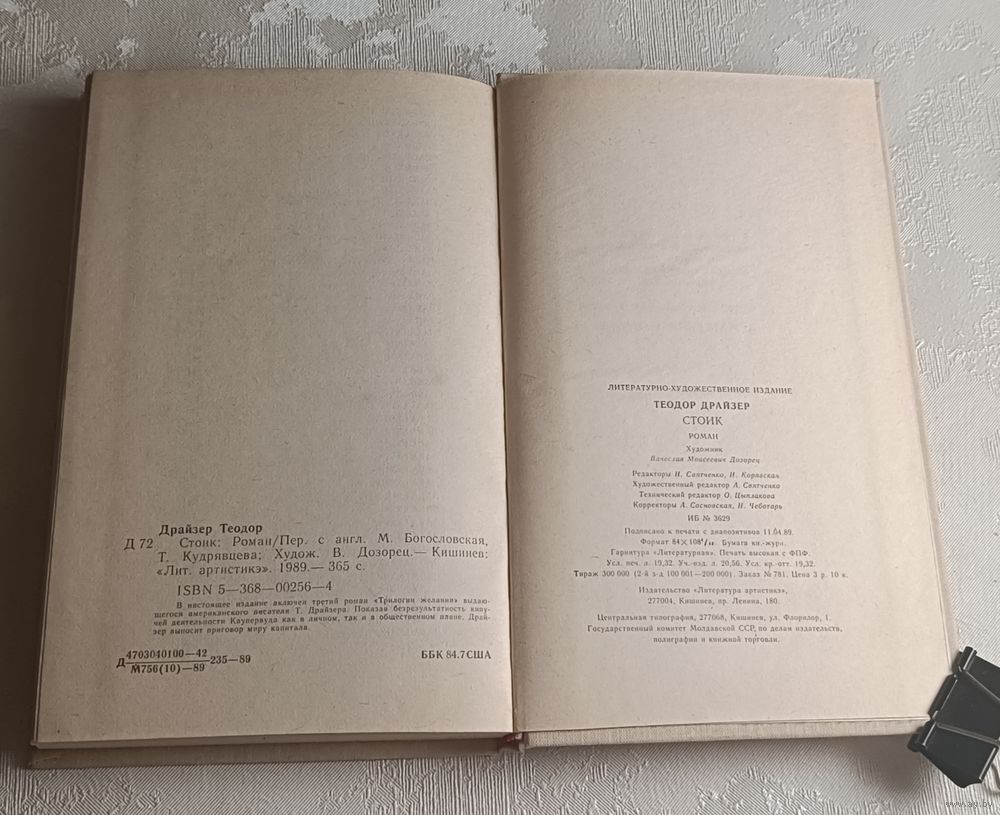 Драйзер Теодор
Д 72 Стоик: Роман/Пер. с англ. М. Богословская,
Т. Кудрявцева; Худож. В. Дозорец.— Кишинев:
«Лит. артистикэ». 1989.— 365 с.
ISBN 5—368—00256—4
В настоящее издание включен третий роман «Трилогии желания» выдаю-
щегося американского писателя Т. Драйзера. Показав безрезультатность кипу-
чей деятельности Каупервуда как в личном, так и в общественном плане, Драй-
зер выносит приговор миру капитала.
4703040100—42
Д 235—89
М756(10)—89
ББК 84.7США
ЛИТЕРАТУРНО-ХУДОЖЕСТВЕННОЕ ИЗДАНИЕ
ТЕОДОР ДРАЙЗЕР
СТОИК
РОМАН
Художник
Вячеслав Моисеевич Дозорец
Редакторы И. Святченко, И. Корявская
Художественный редактор А. Святченко
Технический редактор О. Цыплакова
Корректоры А. Сосновская, Н. Чеботарь
ИБ № 3629
Подписано к печати с диапозитивов 11.04.89.
Формат 84×108¹/₃₂. Бумага кн.-журн.
Гарнитура «Литературная». Печать высокая с ФПФ.
Усл. печ. л. 19,32. Уч.-изд. л. 20,56. Усл. кр.-отт. 19,32.
Тираж 300 000 (2-й з-д 100 001—200 000). Заказ № 781. Цена 3 р. 10 к.
Издательство «Литература артистикэ»,
277004, Кишинев, пр. Ленина, 180.
Центральная типография, 277068, Кишинев, ул. Флорилор, 1.
Государственный комитет Молдавской ССР по делам издательств,
полиграфии и книжной торговли.
www.ay.by